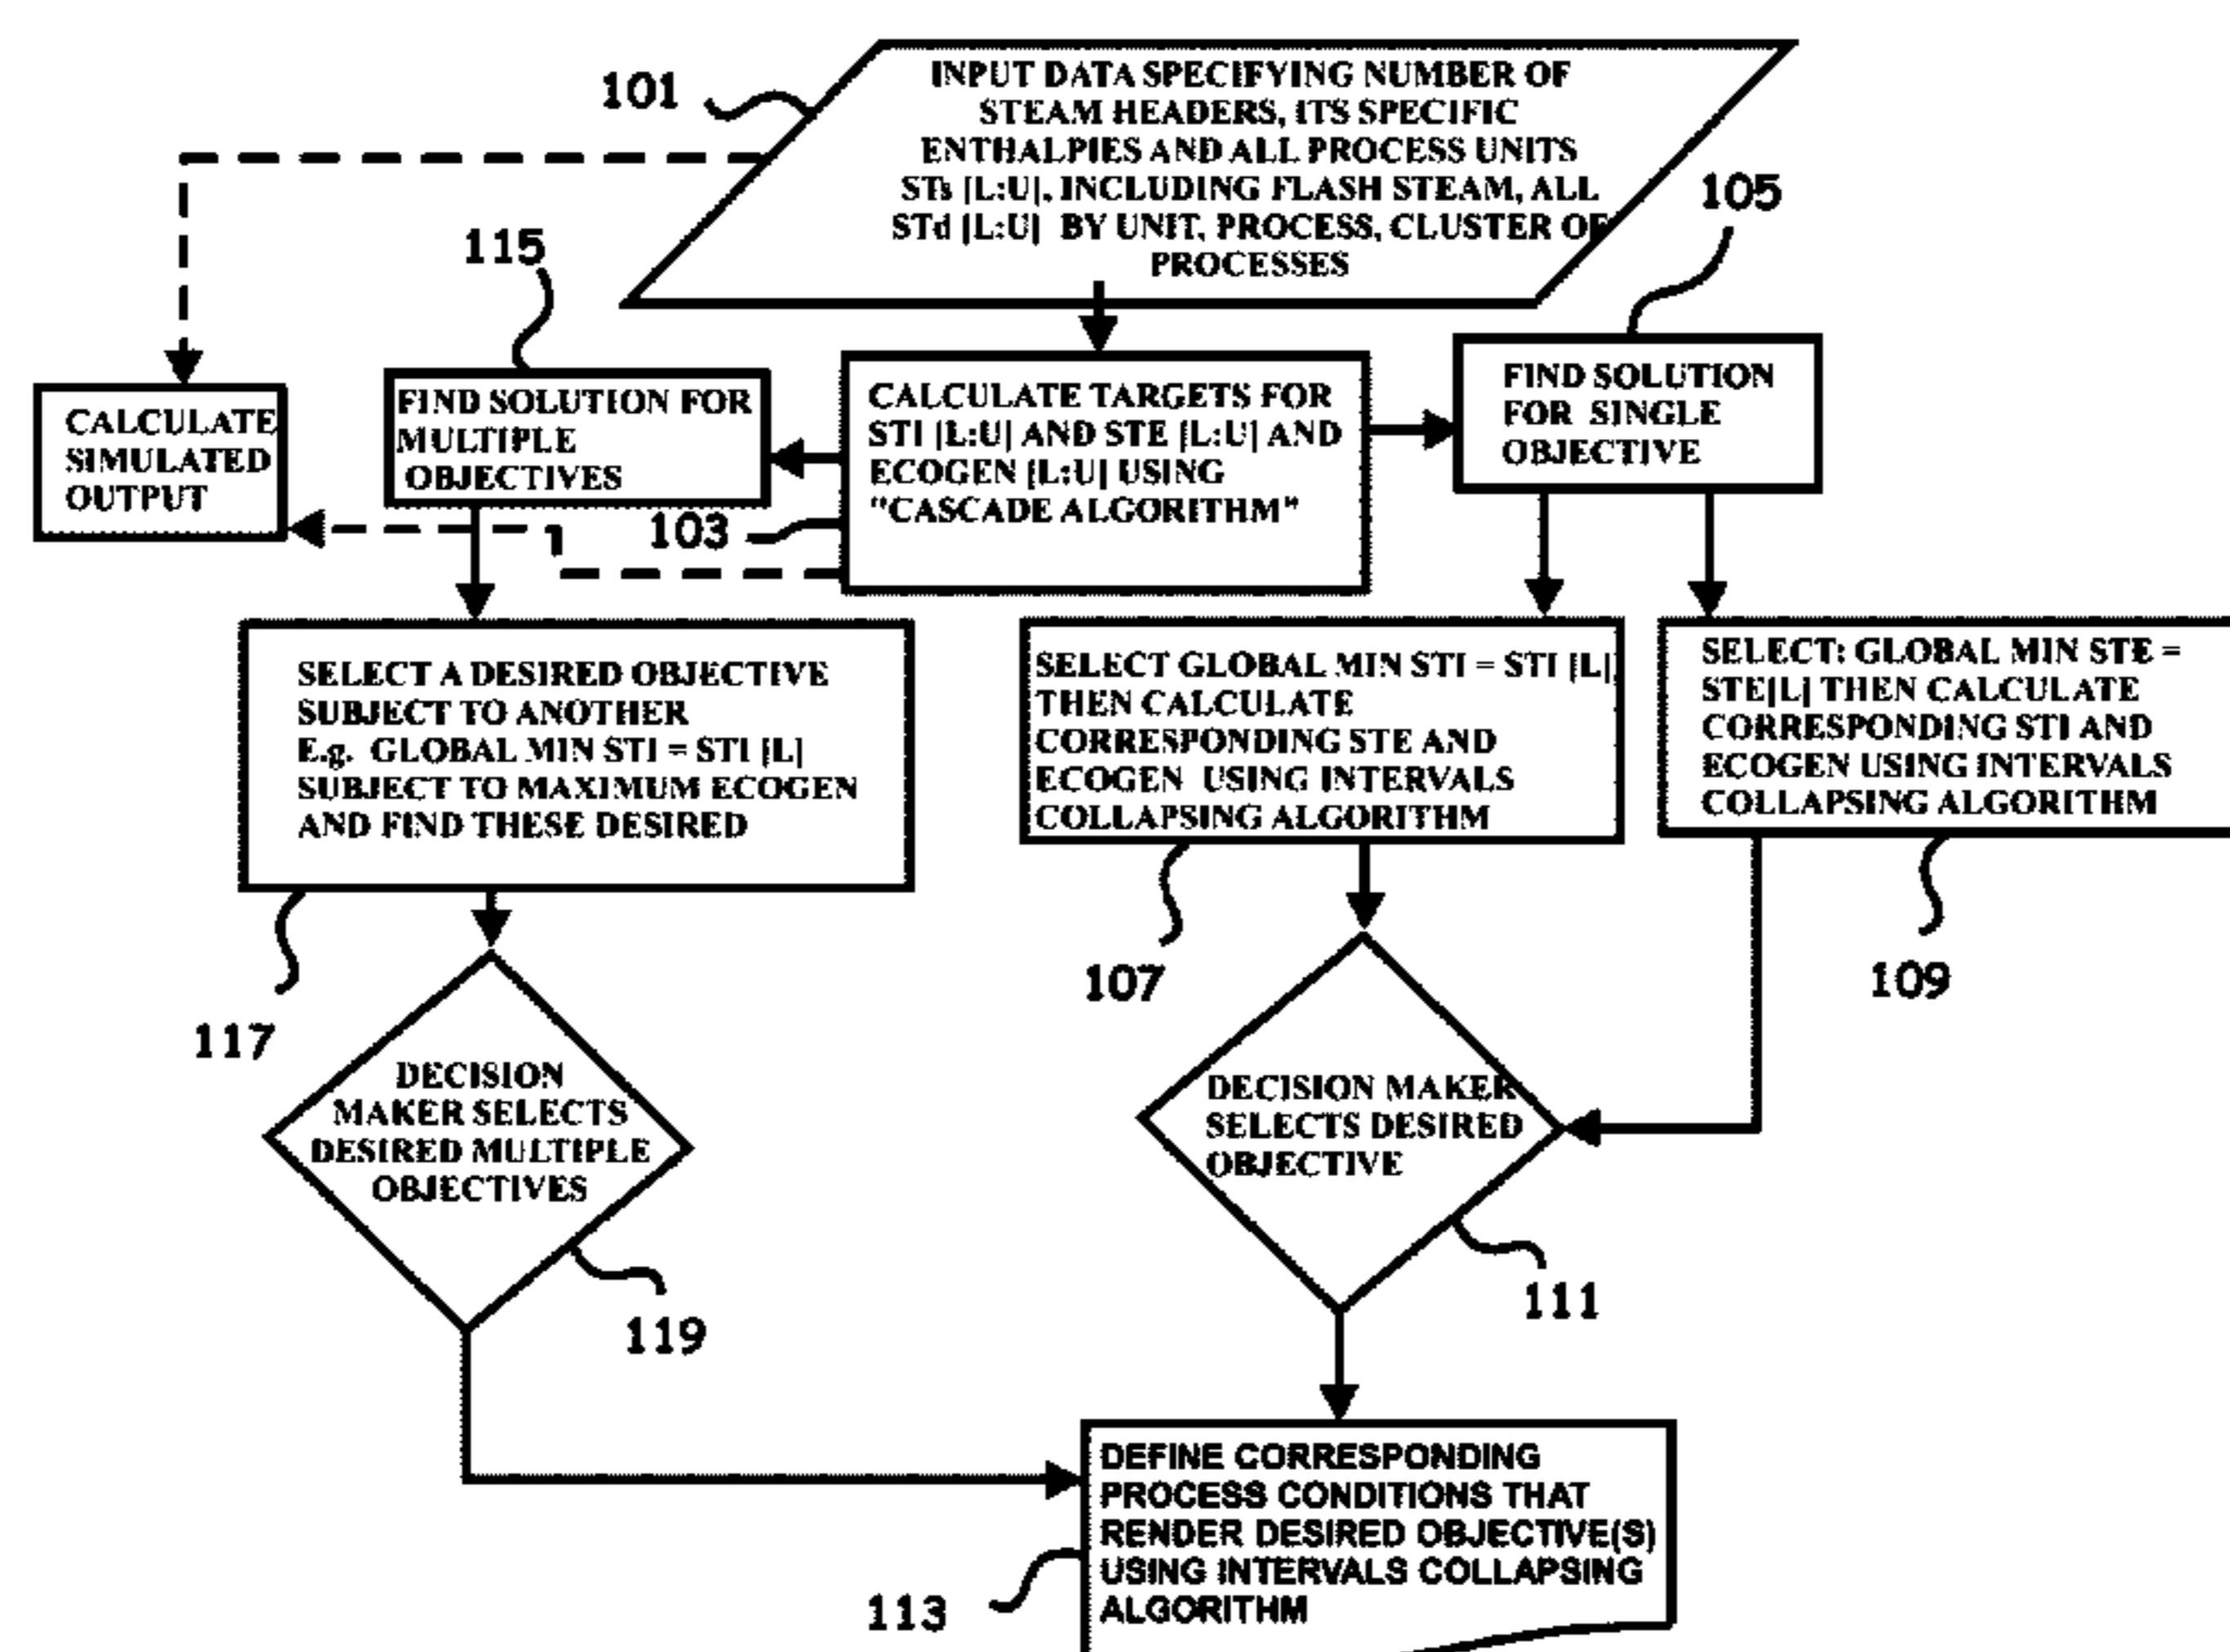 101
INPUT DATA SPECIFYING NUMBER OF
STEAM HEADERS, ITS SPECIFIC
ENTHALPIES AND ALL PROCESS UNITS
STs [L:U], INCLUDING FLASH STEAM, ALL
STd [L:U] BY UNIT, PROCESS, CLUSTER OF
PROCESSES
105
115
CALCULATE
SIMULATED
OUTPUT
FIND SOLUTION FOR
MULTIPLE
OBJECTIVES
103
CALCULATE TARGETS FOR
STI [L:U] AND STE [L:U] AND
ECOGEN [L:U] USING
"CASCADE ALGORITHM"
FIND SOLUTION
FOR SINGLE
OBJECTIVE
SELECT A DESIRED OBJECTIVE
SUBJECT TO ANOTHER
E.g. GLOBAL MIN STI = STI [L]
SUBJECT TO MAXIMUM ECOGEN
AND FIND THESE DESIRED
SELECT GLOBAL MIN STI = STI [L]
THEN CALCULATE
CORRESPONDING STE AND
ECOGEN USING INTERVALS
COLLAPSING ALGORITHM
SELECT: GLOBAL MIN STE =
STE[L] THEN CALCULATE
CORRESPONDING STI AND
ECOGEN USING INTERVALS
COLLAPSING ALGORITHM
117
107
109
DECISION
MAKER SELECTS
DESIRED MULTIPLE
OBJECTIVES
DECISION MAKER
SELECTS DESIRED
OBJECTIVE
119
111
DEFINE CORRESPONDING
PROCESS CONDITIONS THAT
RENDER DESIRED OBJECTIVE(S)
USING INTERVALS COLLAPSING
ALGORITHM
113